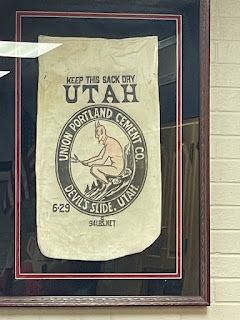 KEEP THIS SACK DRY
UTAH
UNION PORTLAND CEMENT CO.
DEVIL'S SLIDE, UTAH.
6-29
94 LBS. NET